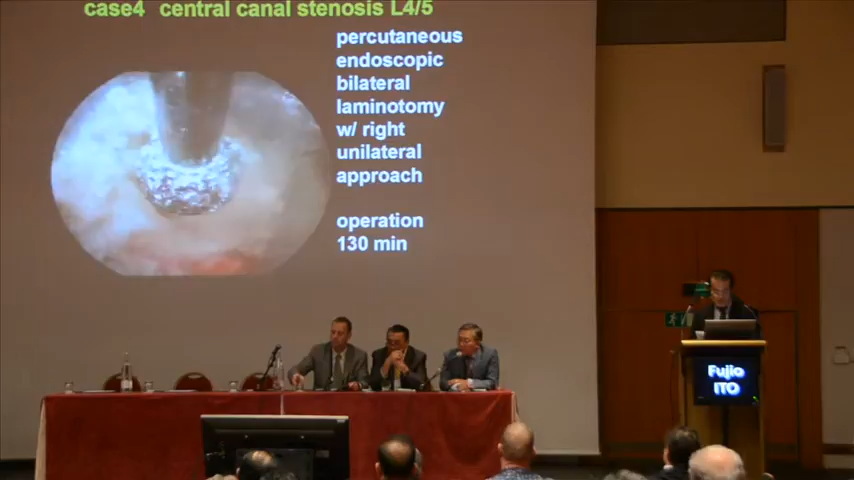 case4 central canal stenosis L4/5
percutaneous
endoscopic
bilateral
laminotomy
w/ right
unilateral
approach
operation
130 min
Fujio
ITO